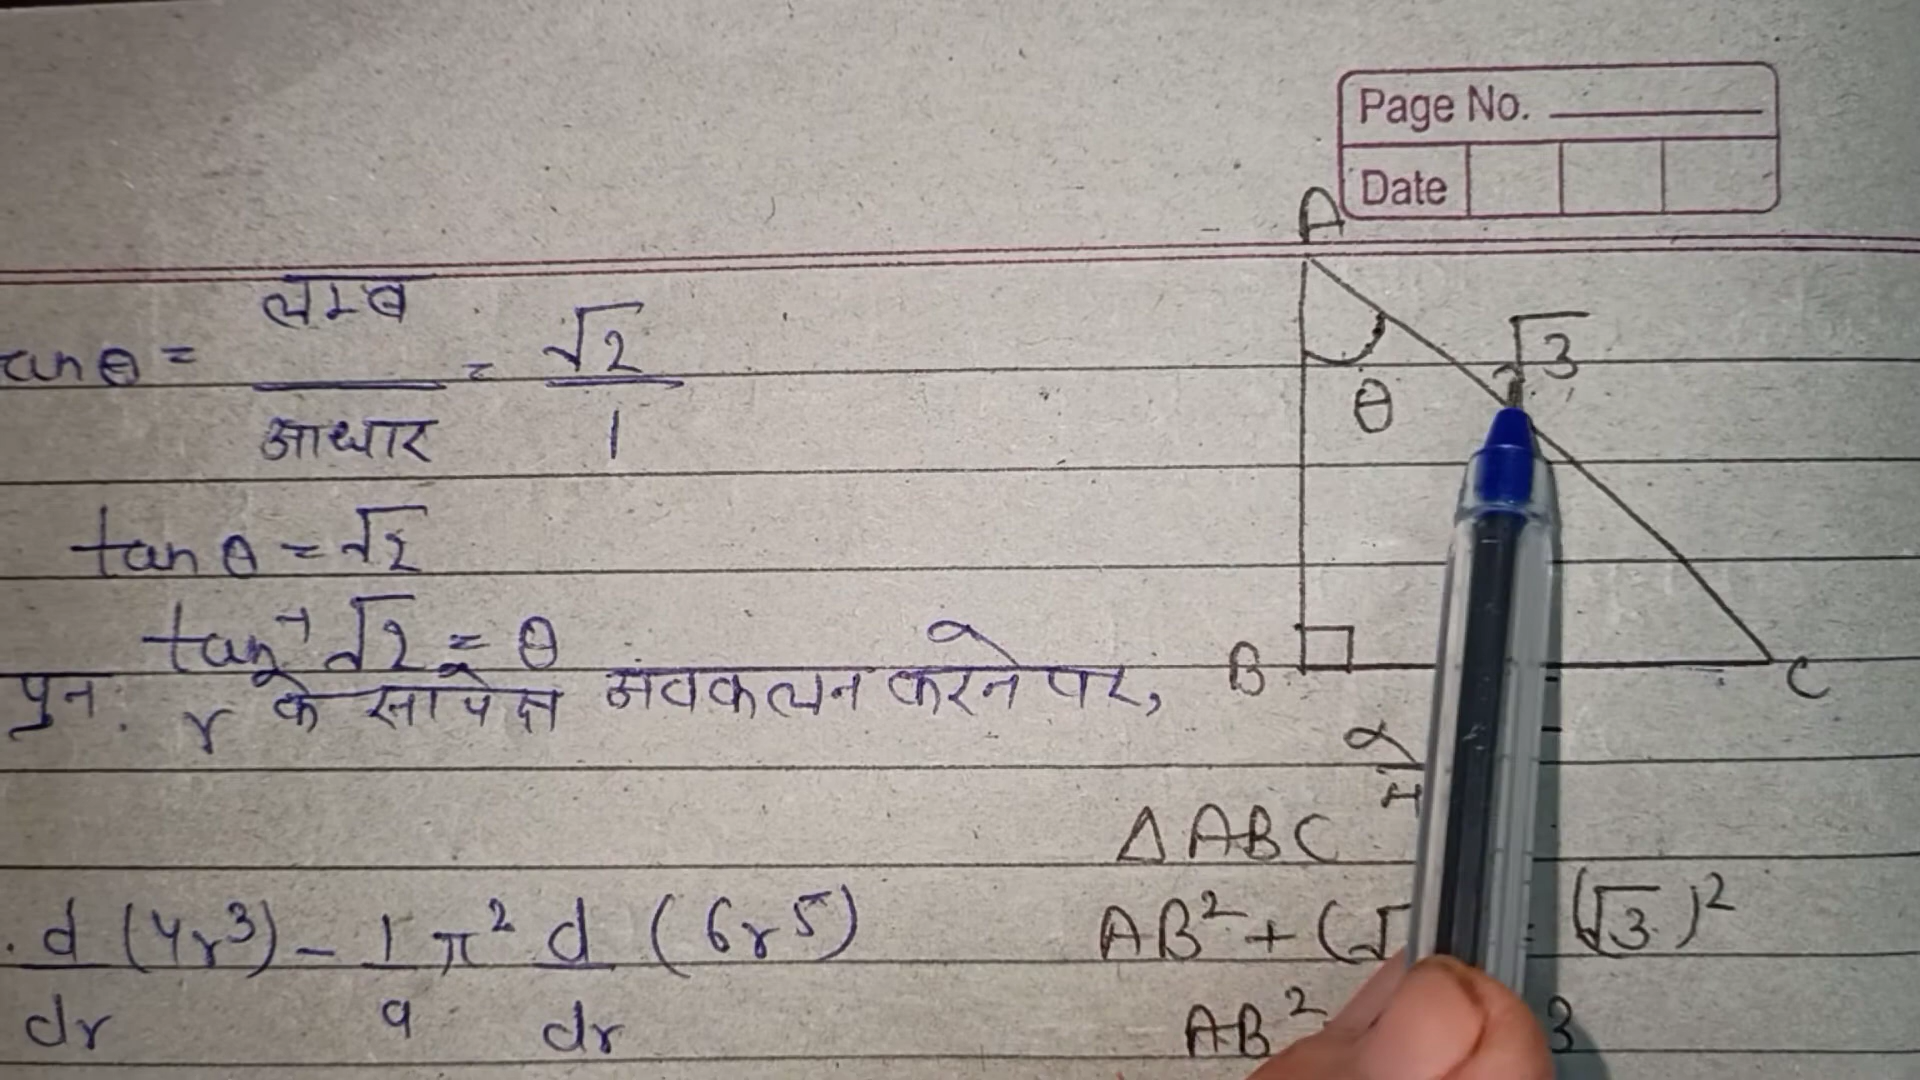 Page No.
Date
A
लम्ब
tan θ = = √2
आधार 1
√3
θ
tan θ = √2
tan⁻¹ √2 = θ
B C
पुन: r के सापेक्ष अवकलन करने पर,
Δ ABC में
d (4r³) - 1 π² d (6r⁵)
dr 9 dr
AB² + (√ = (√3)²
AB² 3